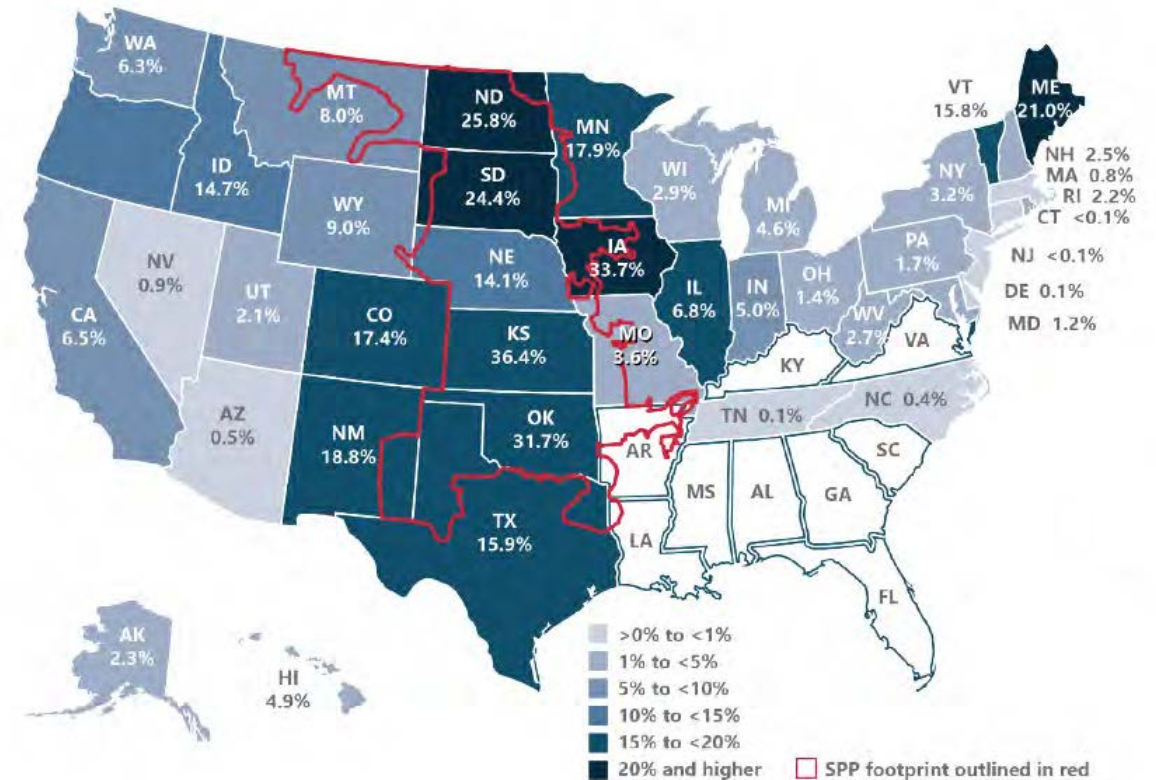 WA
6.3%
MT
8.0%
ND
25.8%
MN
17.9%
VT
15.8%
ME
21.0%
ID
14.7%
WY
9.0%
SD
24.4%
WI
2.9%
MI
4.6%
NY
3.2%
NH 2.5%
MA 0.8%
RI 2.2%
CT <0.1%
NV
0.9%
UT
2.1%
NE
14.1%
IA
33.7%
PA
1.7%
NJ <0.1%
DE 0.1%
MD 1.2%
CA
6.5%
CO
17.4%
KS
36.4%
MO
3.6%
IL
6.8%
IN
5.0%
OH
1.4%
WV
2.7%
VA
KY
AZ
0.5%
NM
18.8%
OK
31.7%
AR
TN 0.1%
NC 0.4%
SC
TX
15.9%
LA
MS
AL
GA
FL
AK
2.3%
HI
4.9%
>0% to <1%
1% to <5%
5% to <10%
10% to <15%
15% to <20%
20% and higher
SPP footprint outlined in red